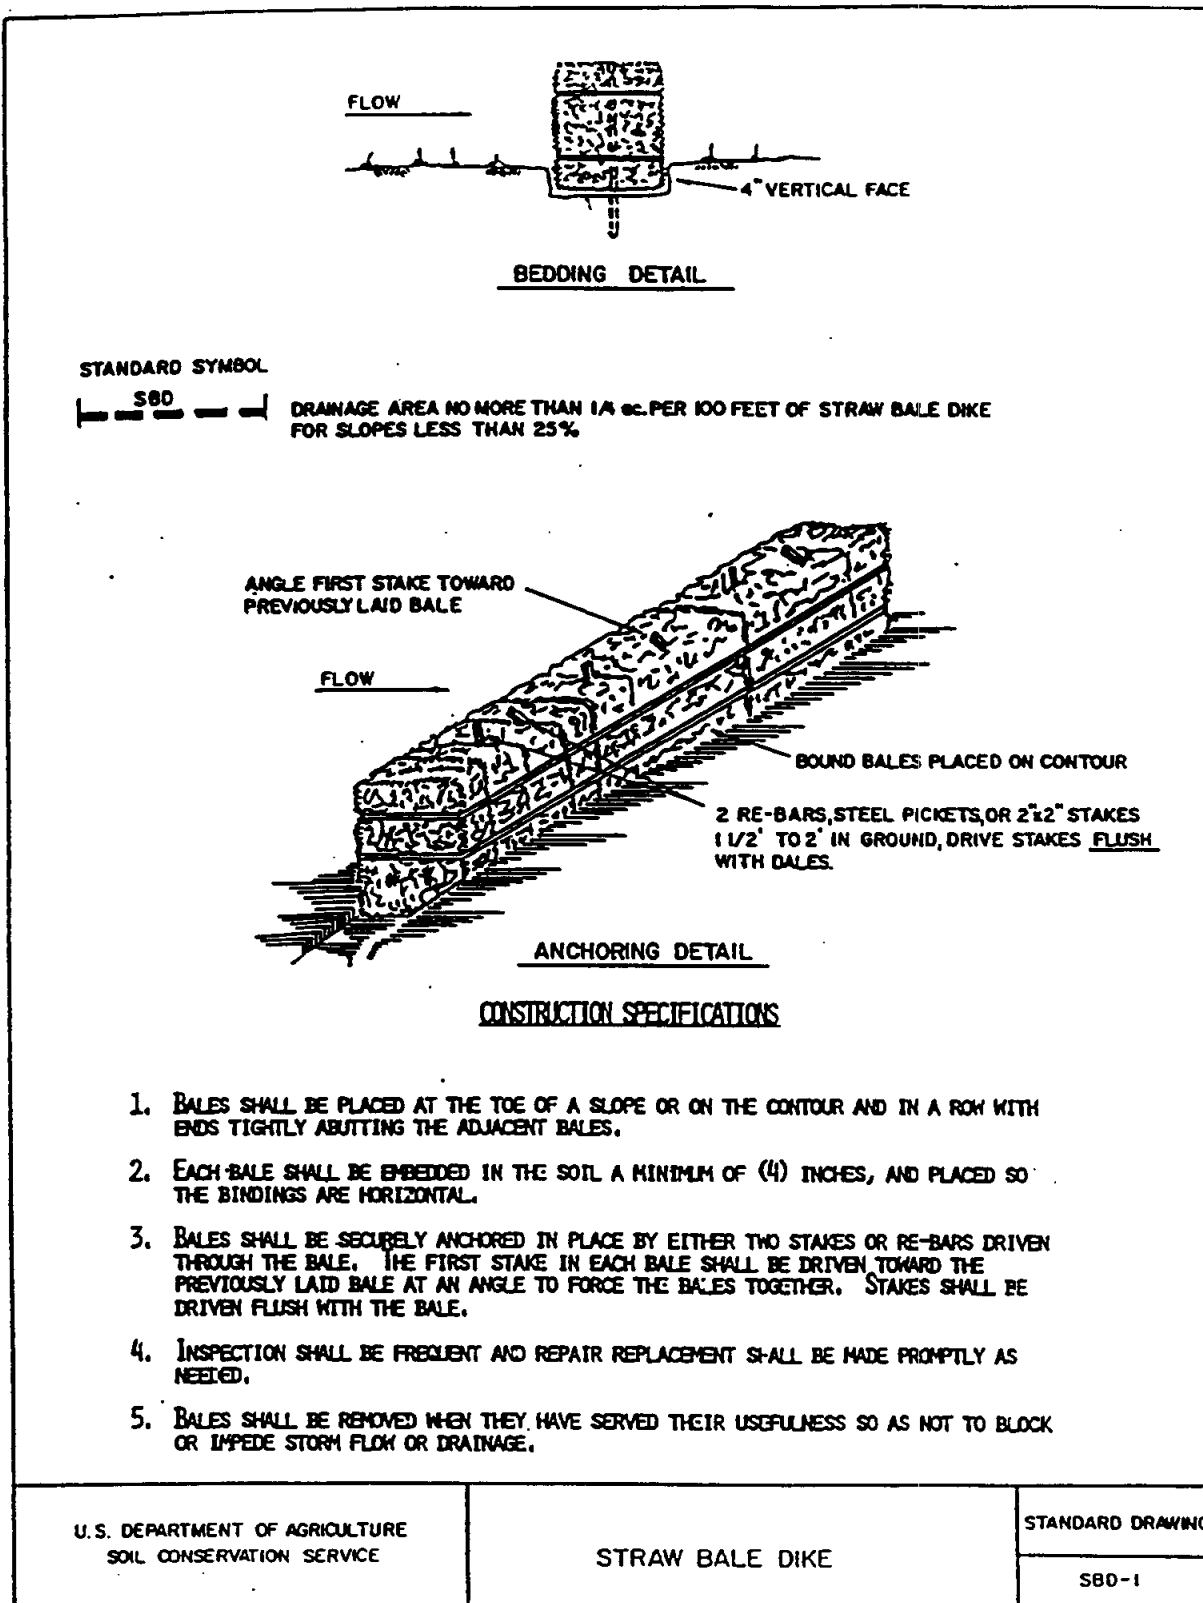 FLOW
4" VERTICAL FACE
BEDDING DETAIL
STANDARD SYMBOL
SBD
DRAINAGE AREA NO MORE THAN 1/4 ac. PER 100 FEET OF STRAW BALE DIKE
FOR SLOPES LESS THAN 25%
ANGLE FIRST STAKE TOWARD
PREVIOUSLY LAID BALE
FLOW
BOUND BALES PLACED ON CONTOUR
2 RE-BARS, STEEL PICKETS, OR 2"x2" STAKES
1 1/2' TO 2' IN GROUND, DRIVE STAKES FLUSH
WITH BALES.
ANCHORING DETAIL
CONSTRUCTION SPECIFICATIONS
1. BALES SHALL BE PLACED AT THE TOE OF A SLOPE OR ON THE CONTOUR AND IN A ROW WITH
ENDS TIGHTLY ABUTTING THE ADJACENT BALES.
2. EACH BALE SHALL BE EMBEDDED IN THE SOIL A MINIMUM OF (4) INCHES, AND PLACED SO
THE BINDINGS ARE HORIZONTAL.
3. BALES SHALL BE SECURELY ANCHORED IN PLACE BY EITHER TWO STAKES OR RE-BARS DRIVEN
THROUGH THE BALE. THE FIRST STAKE IN EACH BALE SHALL BE DRIVEN TOWARD THE
PREVIOUSLY LAID BALE AT AN ANGLE TO FORCE THE BALES TOGETHER. STAKES SHALL BE
DRIVEN FLUSH WITH THE BALE.
4. INSPECTION SHALL BE FREQUENT AND REPAIR REPLACEMENT SHALL BE MADE PROMPTLY AS
NEEDED.
5. BALES SHALL BE REMOVED WHEN THEY HAVE SERVED THEIR USEFULNESS SO AS NOT TO BLOCK
OR IMPEDE STORM FLOW OR DRAINAGE.
U.S. DEPARTMENT OF AGRICULTURE
SOIL CONSERVATION SERVICE
STRAW BALE DIKE
STANDARD DRAWING
SBD-1